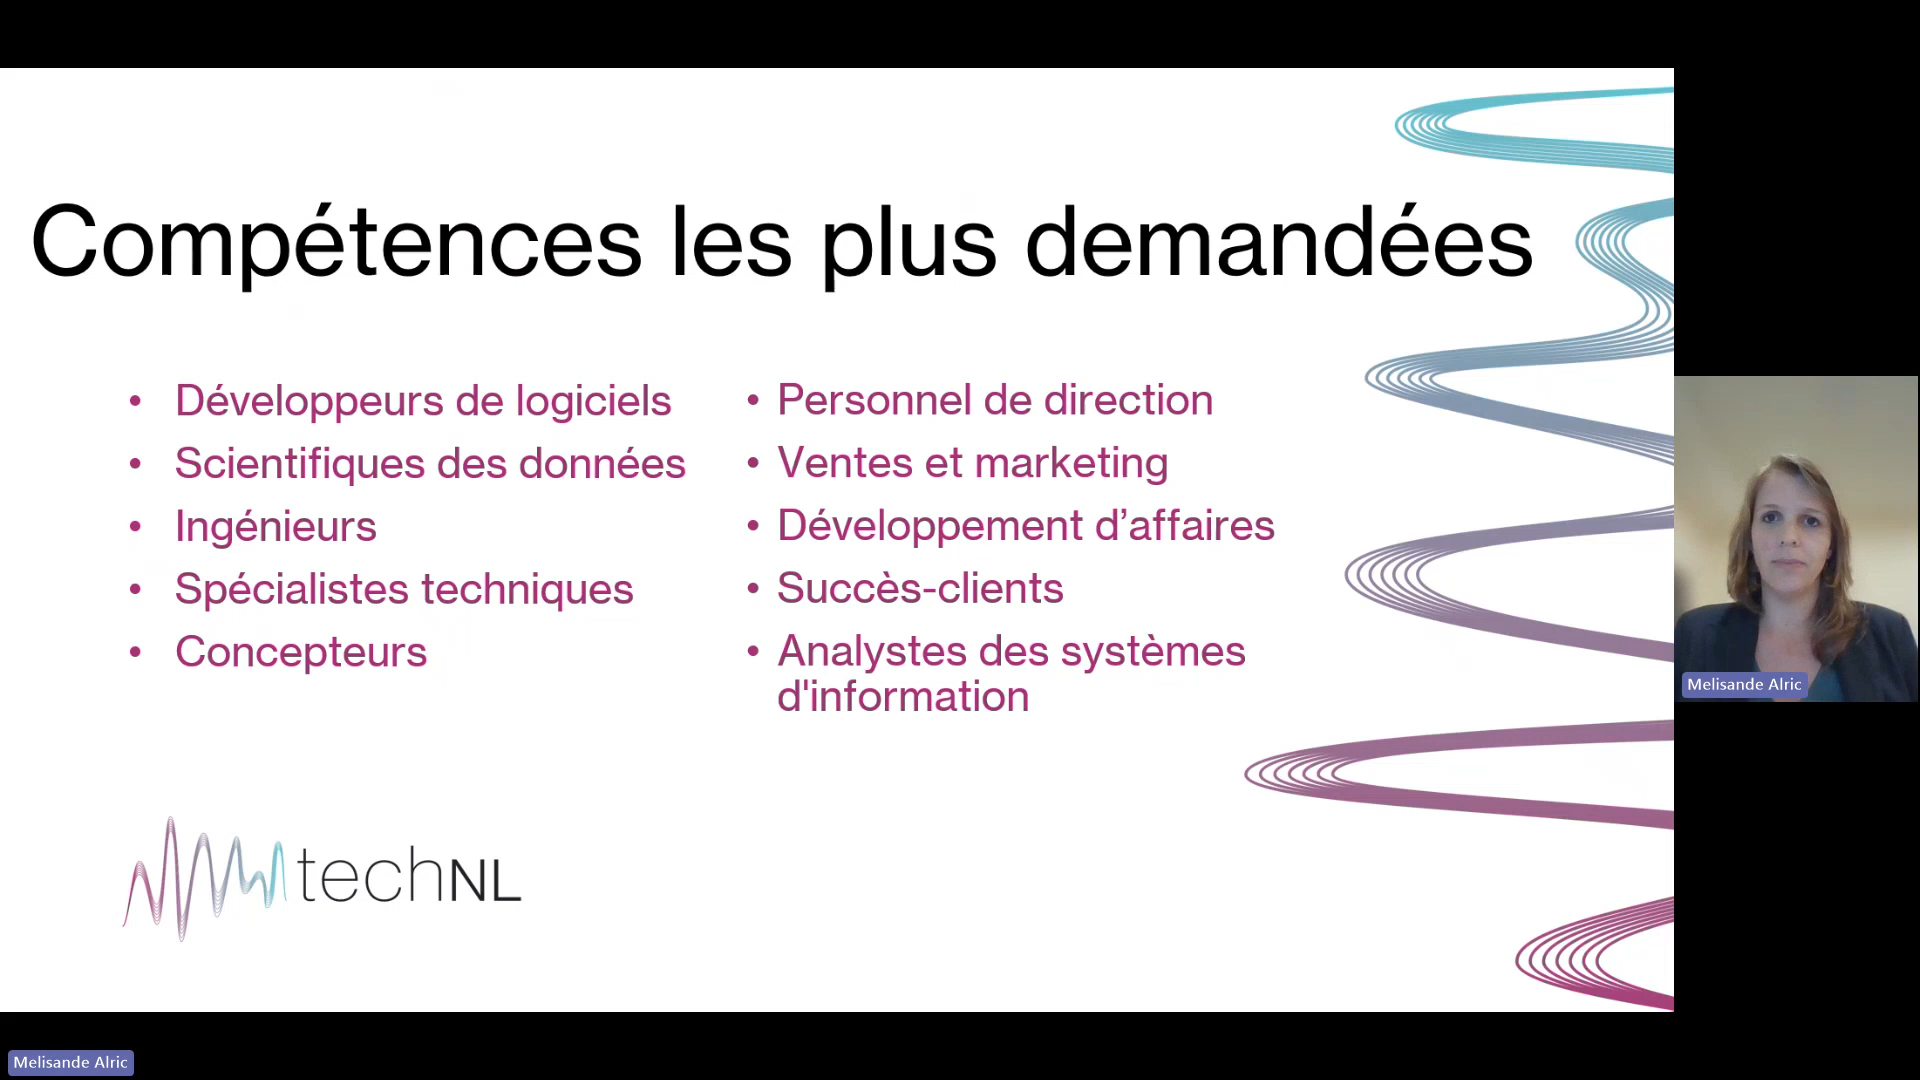 Compétences les plus demandées
• Développeurs de logiciels
• Scientifiques des données
• Ingénieurs
• Spécialistes techniques
• Concepteurs
• Personnel de direction
• Ventes et marketing
• Développement d’affaires
• Succès-clients
• Analystes des systèmes
d'information
techNL
Melisande Alric
Melisande Alric